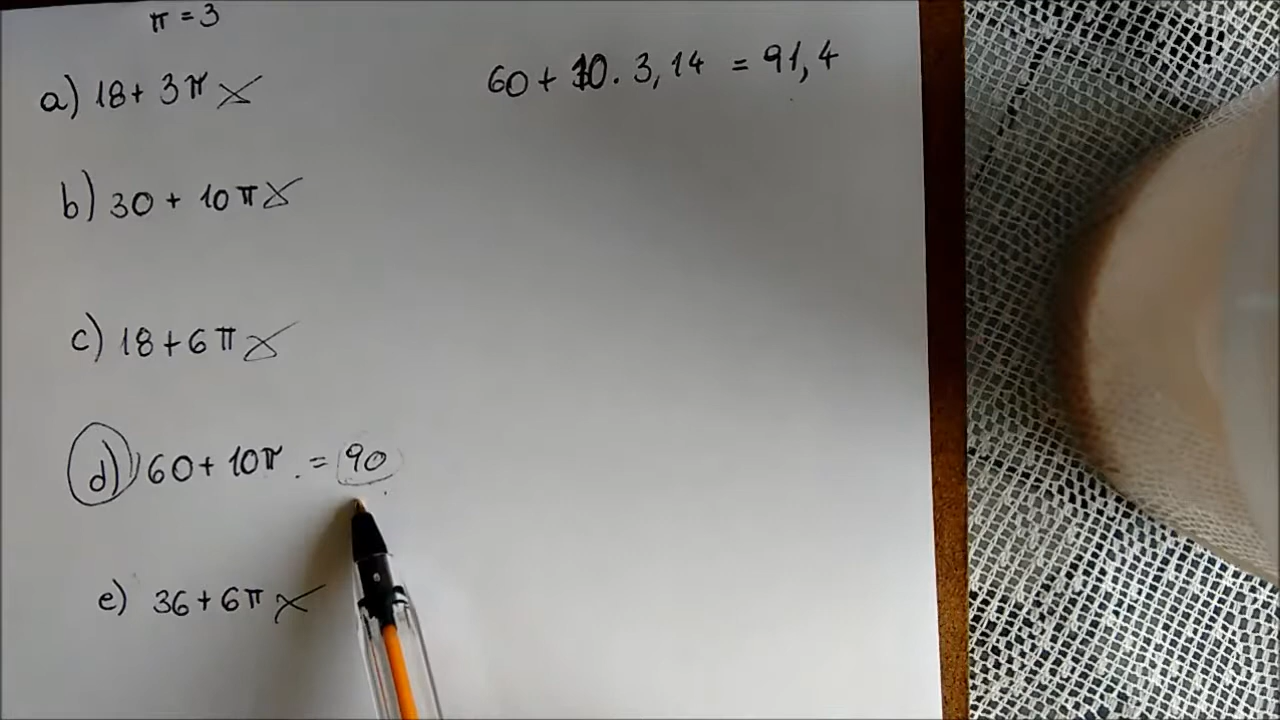 π = 3
60 + 10 . 3,14 = 91,4
a) 18 + 3π
b) 30 + 10π
c) 18 + 6π
d) 60 + 10π = 90
e) 36 + 6π